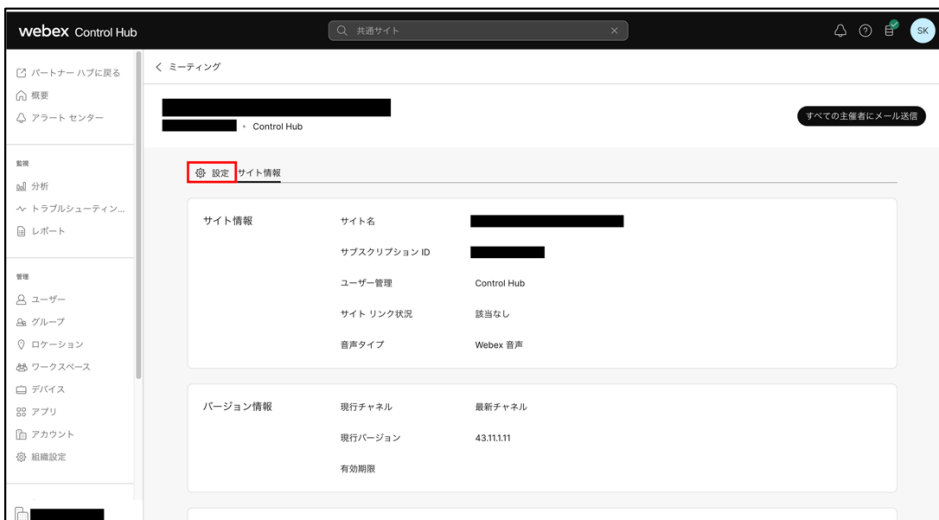 webex Control Hub
共通サイト
SK
パートナー ハブに戻る
概要
アラート センター
監視
分析
トラブルシューティン...
レポート
管理
ユーザー
グループ
ロケーション
ワークスペース
デバイス
アプリ
アカウント
組織設定
ミーティング
・ Control Hub
すべての主催者にメール送信
設定 サイト情報
サイト情報
サイト名
サブスクリプション ID
ユーザー管理 Control Hub
サイト リンク状況 該当なし
音声タイプ Webex 音声
バージョン情報
現行チャネル 最新チャネル
現行バージョン 43.11.1.11
有効期限